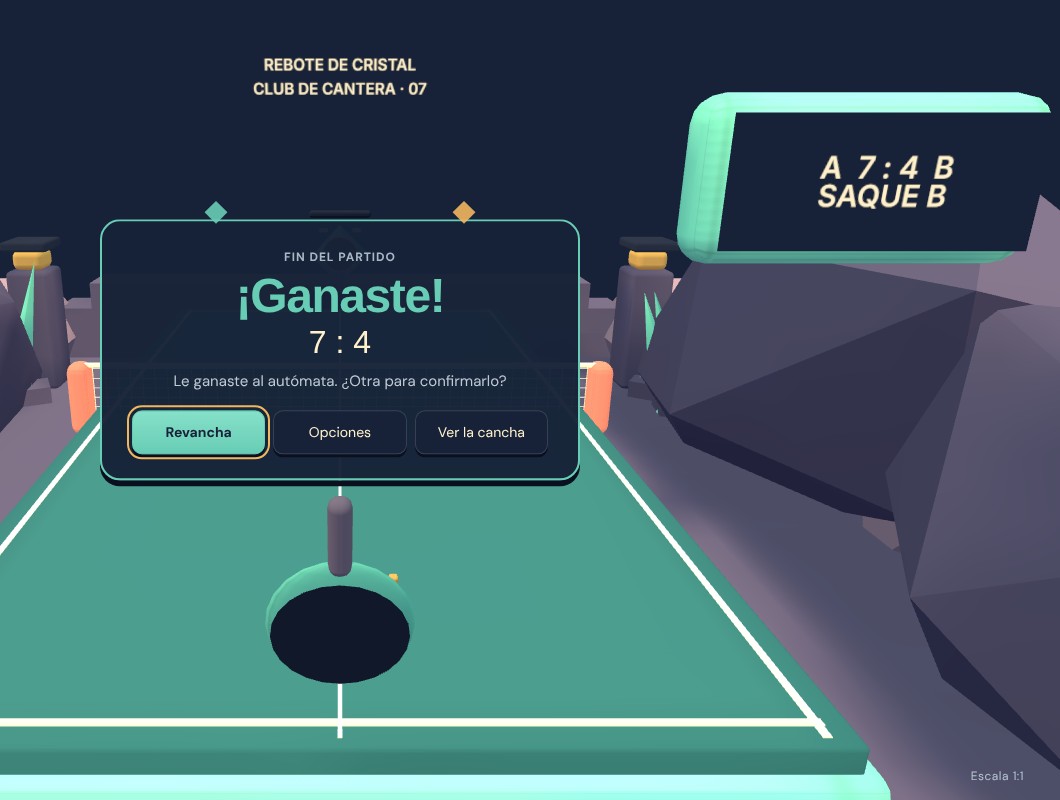 REBOTE DE CRISTAL
CLUB DE CANTERA · 07
A 7 : 4 B
SAQUE B
FIN DEL PARTIDO
¡Ganaste!
7 : 4
Le ganaste al autómata. ¿Otra para confirmarlo?
Revancha
Opciones
Ver la cancha
Escala 1:1